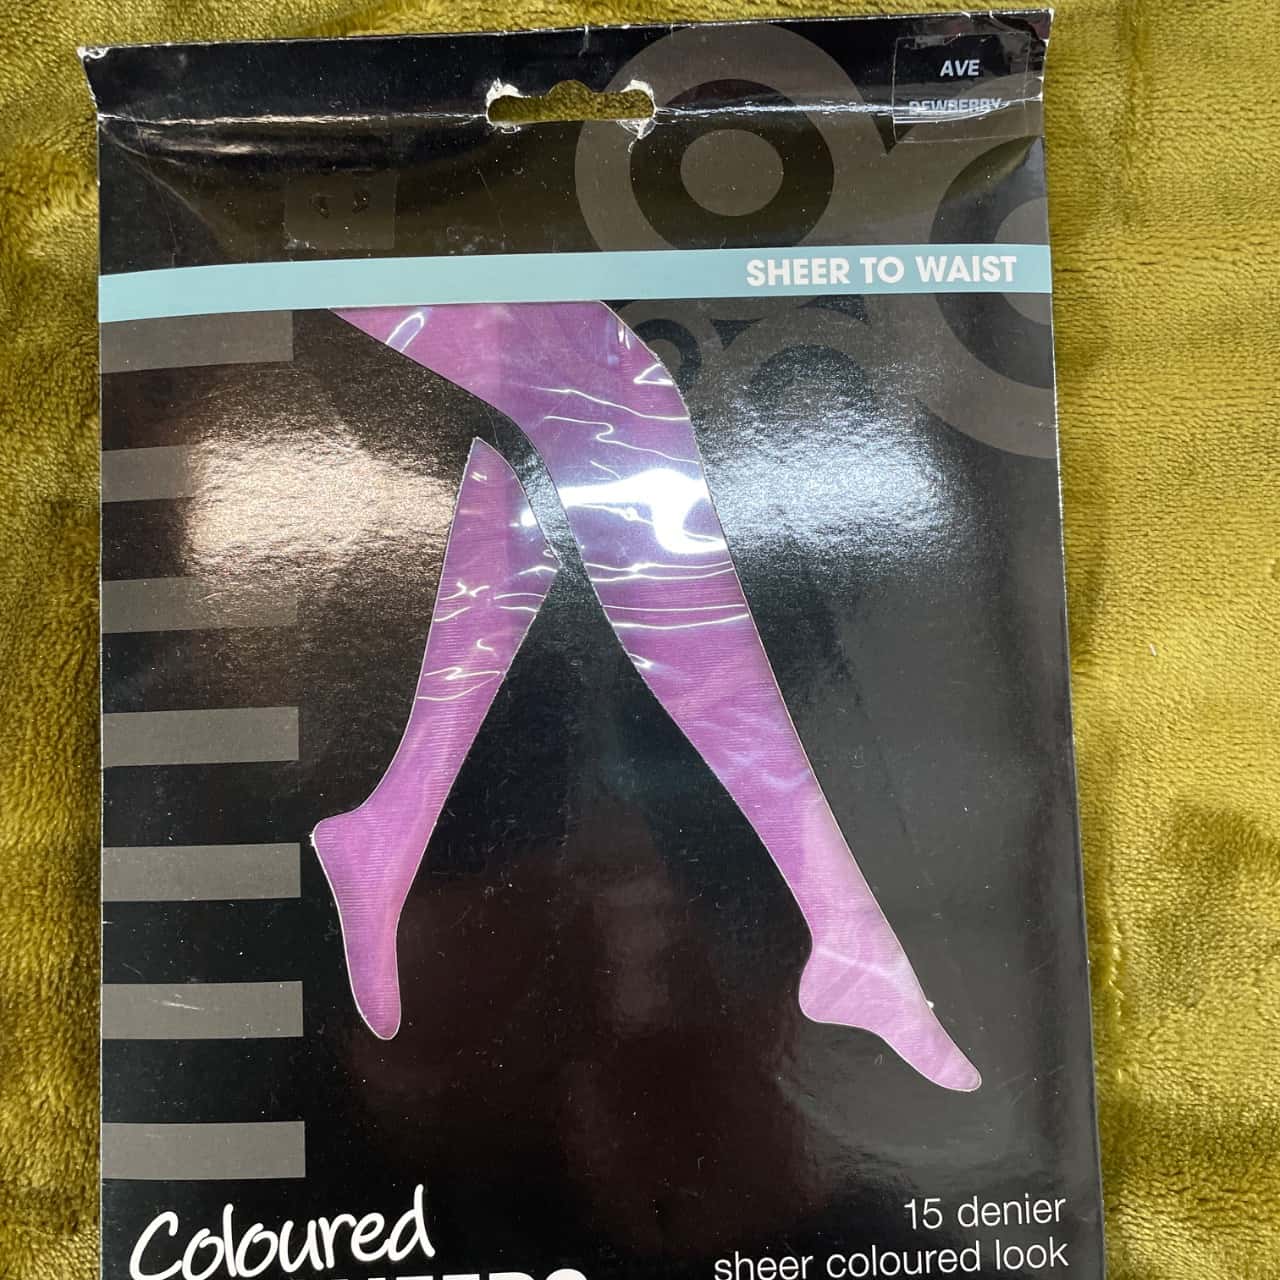 AVE
DEWBERRY
SHEER TO WAIST
Coloured
15 denier
sheer coloured look